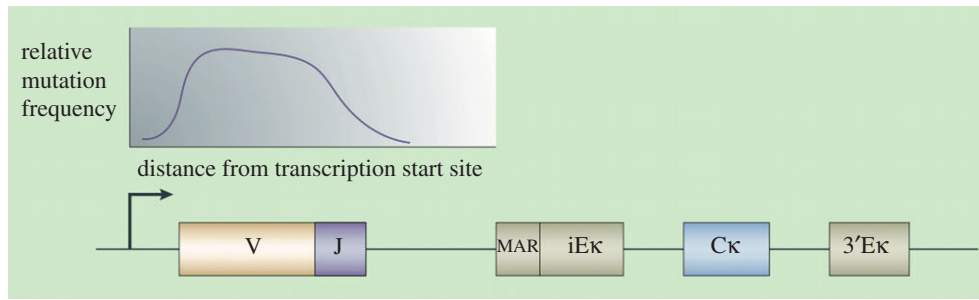 relative
mutation
frequency
distance from transcription start site
V J MAR iEκ Cκ 3′Eκ